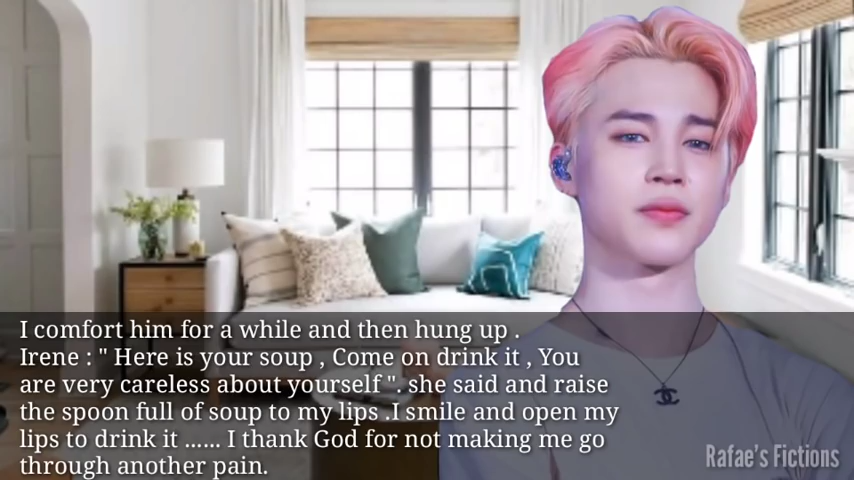 I comfort him for a while and then hung up .
Irene : " Here is your soup , Come on drink it , You
are very careless about yourself ". she said and raise
the spoon full of soup to my lips .I smile and open my
lips to drink it ...... I thank God for not making me go
through another pain.
Rafae's Fictions